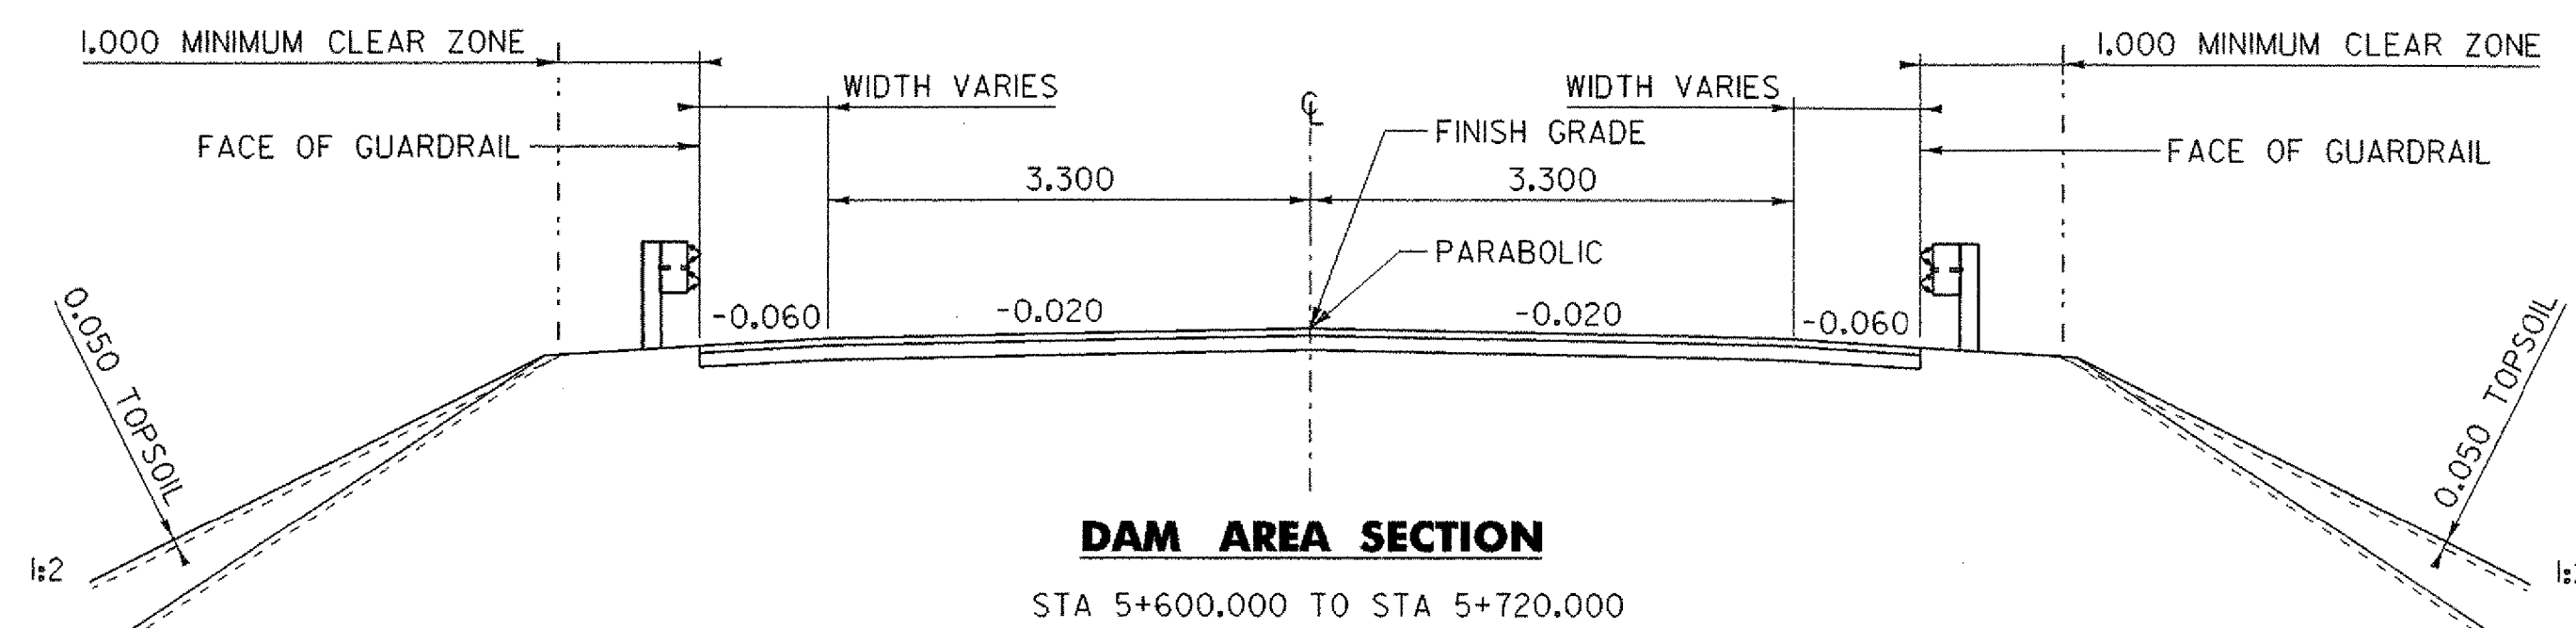 1.000 MINIMUM CLEAR ZONE
1.000 MINIMUM CLEAR ZONE
WIDTH VARIES
WIDTH VARIES
℄
FINISH GRADE
FACE OF GUARDRAIL
FACE OF GUARDRAIL
3.300
3.300
PARABOLIC
-0.060
-0.020
-0.020
-0.060
0.050 TOPSOIL
0.050 TOPSOIL
1:2
DAM AREA SECTION
STA 5+600.000 TO STA 5+720.000